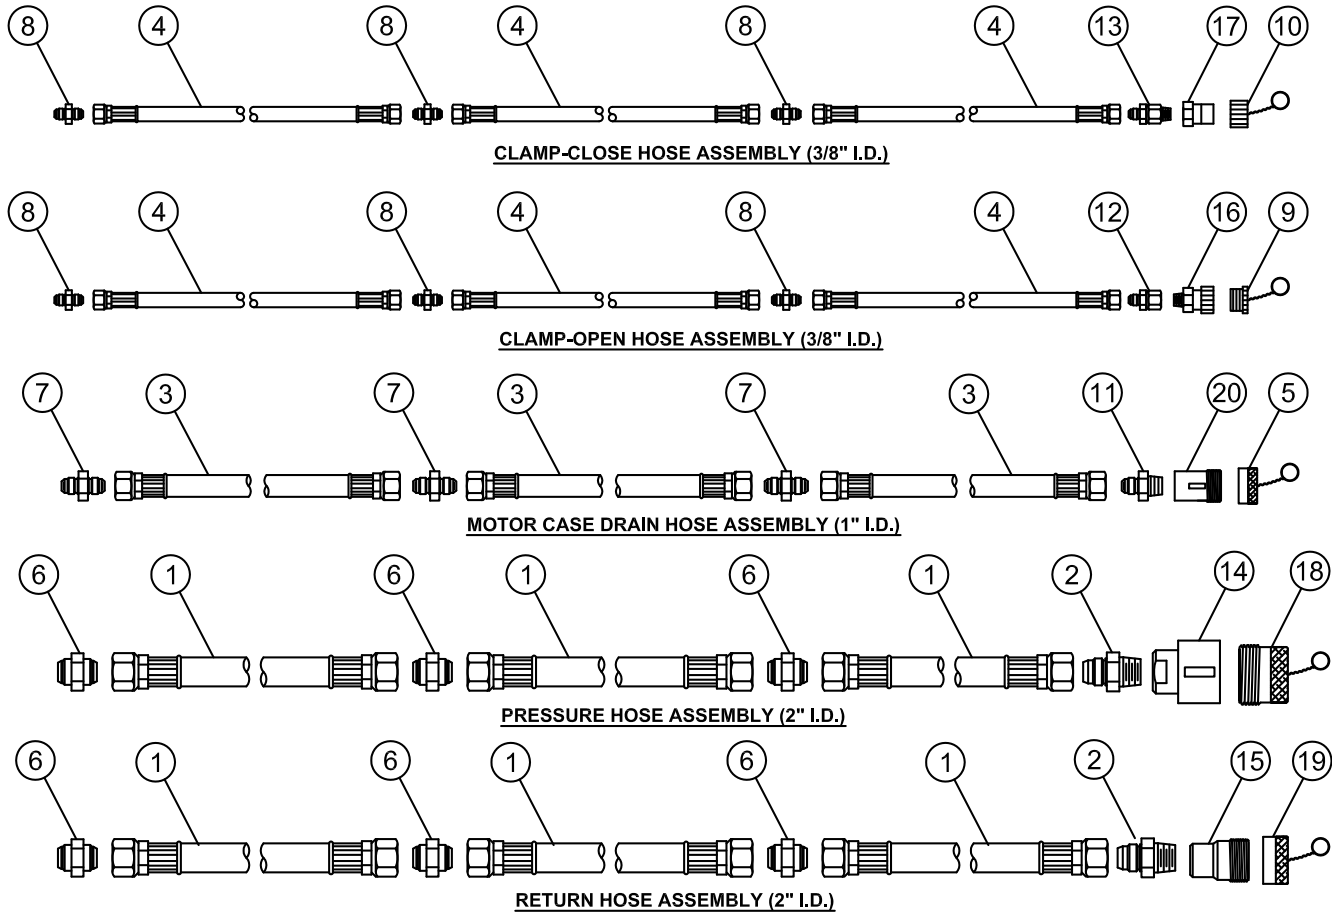 8 4 8 4 8 4 13 17 10
CLAMP-CLOSE HOSE ASSEMBLY (3/8" I.D.)
8 4 8 4 8 4 12 16 9
CLAMP-OPEN HOSE ASSEMBLY (3/8" I.D.)
7 3 7 3 7 3 11 20 5
MOTOR CASE DRAIN HOSE ASSEMBLY (1" I.D.)
6 1 6 1 6 1 2 14 18
PRESSURE HOSE ASSEMBLY (2" I.D.)
6 1 6 1 6 1 2 15 19
RETURN HOSE ASSEMBLY (2" I.D.)